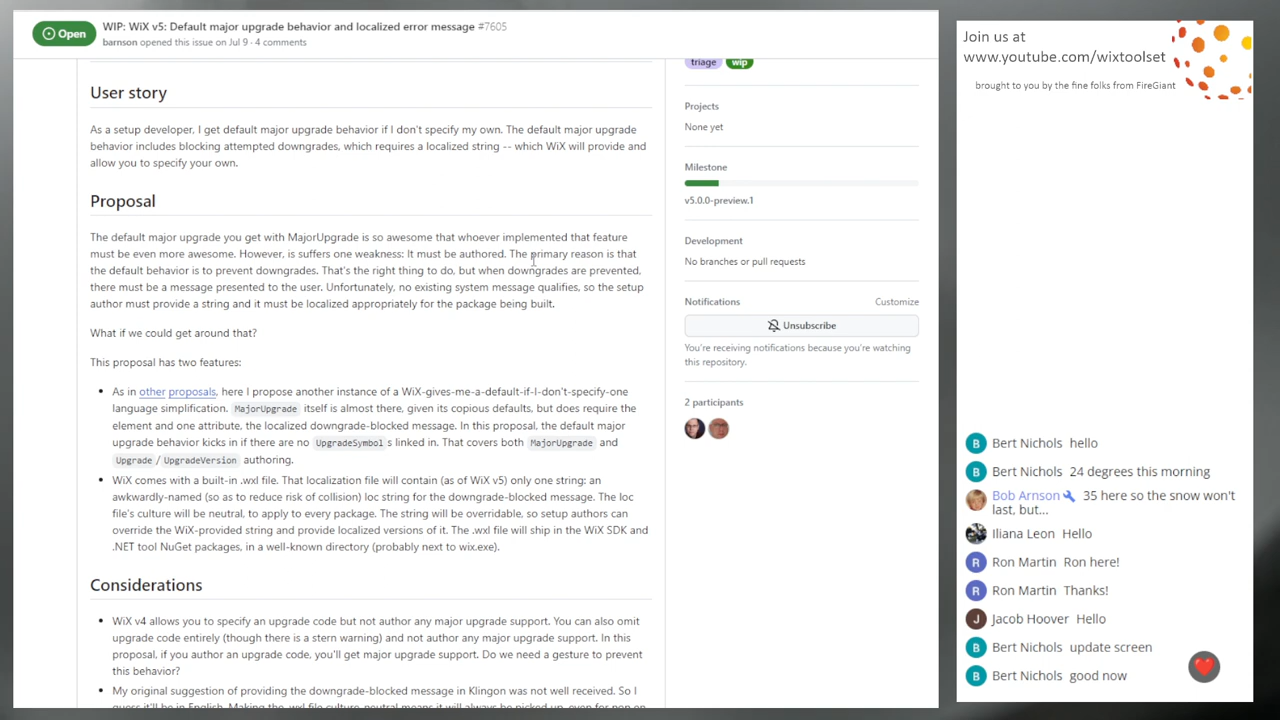 Open
WIP: WiX v5: Default major upgrade behavior and localized error message #7605
barnson opened this issue on Jul 9 · 4 comments
User story
As a setup developer, I get default major upgrade behavior if I don't specify my own. The default major upgrade
behavior includes blocking attempted downgrades, which requires a localized string -- which WiX will provide and
allow you to specify your own.
Proposal
The default major upgrade you get with MajorUpgrade is so awesome that whoever implemented that feature
must be even more awesome. However, is suffers one weakness: It must be authored. The primary reason is that
the default behavior is to prevent downgrades. That's the right thing to do, but when downgrades are prevented,
there must be a message presented to the user. Unfortunately, no existing system message qualifies, so the setup
author must provide a string and it must be localized appropriately for the package being built.
What if we could get around that?
This proposal has two features:
• As in other proposals, here I propose another instance of a WiX-gives-me-a-default-if-I-don't-specify-one
language simplification. MajorUpgrade itself is almost there, given its copious defaults, but does require the
element and one attribute, the localized downgrade-blocked message. In this proposal, the default major
upgrade behavior kicks in if there are no UpgradeSymbol s linked in. That covers both MajorUpgrade and
Upgrade / UpgradeVersion authoring.
• WiX comes with a built-in .wxl file. That localization file will contain (as of WiX v5) only one string: an
awkwardly-named (so as to reduce risk of collision) loc string for the downgrade-blocked message. The loc
file's culture will be neutral, to apply to every package. The string will be overridable, so setup authors can
override the WiX-provided string and provide localized versions of it. The .wxl file will ship in the WiX SDK and
.NET tool NuGet packages, in a well-known directory (probably next to wix.exe).
Considerations
• WiX v4 allows you to specify an upgrade code but not author any major upgrade support. You can also omit
upgrade code entirely (though there is a stern warning) and not author any major upgrade support. In this
proposal, if you author an upgrade code, you'll get major upgrade support. Do we need a gesture to prevent
this behavior?
• My original suggestion of providing the downgrade-blocked message in Klingon was not well received. So I
guess it'll be in English. Making the .wxl file culture-neutral means it will always be picked up, even for non-en
triage wip
Projects
None yet
Milestone
v5.0.0-preview.1
Development
No branches or pull requests
Notifications Customize
Unsubscribe
You're receiving notifications because you're watching
this repository.
2 participants
Join us at
www.youtube.com/wixtoolset
brought to you by the fine folks from FireGiant
B Bert Nichols hello
B Bert Nichols 24 degrees this morning
Bob Arnson 35 here so the snow won't
last, but...
Iliana Leon Hello
R Ron Martin Ron here!
R Ron Martin Thanks!
J Jacob Hoover Hello
B Bert Nichols update screen
B Bert Nichols good now